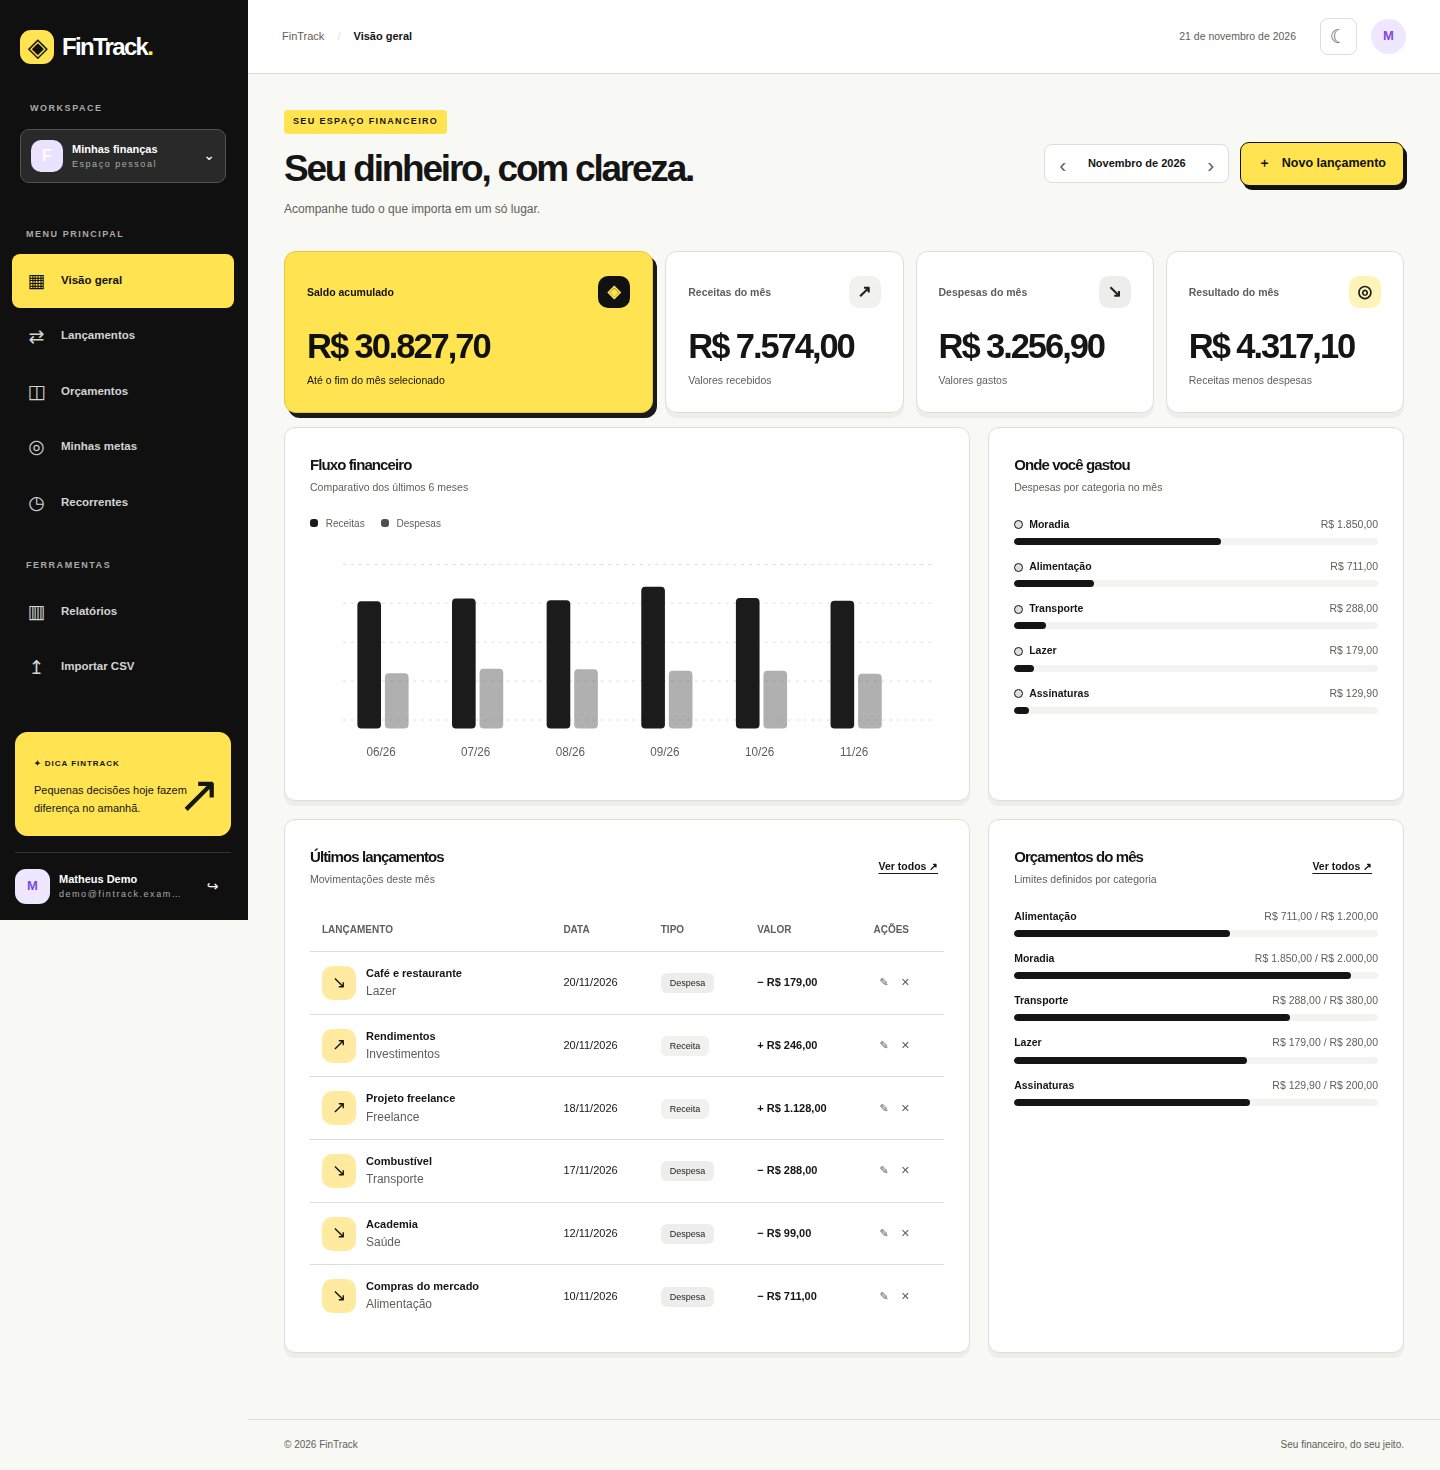 FinTrack.
WORKSPACE
F
Minhas finanças
Espaço pessoal
MENU PRINCIPAL
Visão geral
Lançamentos
Orçamentos
Minhas metas
Recorrentes
FERRAMENTAS
Relatórios
Importar CSV
✦ DICA FINTRACK
Pequenas decisões hoje fazem
diferença no amanhã.
M
Matheus Demo
demo@fintrack.exam…
FinTrack / Visão geral
21 de novembro de 2026
M
SEU ESPAÇO FINANCEIRO
Seu dinheiro, com clareza.
Acompanhe tudo o que importa em um só lugar.
‹ Novembro de 2026 ›
+ Novo lançamento
Saldo acumulado
R$ 30.827,70
Até o fim do mês selecionado
Receitas do mês
R$ 7.574,00
Valores recebidos
Despesas do mês
R$ 3.256,90
Valores gastos
Resultado do mês
R$ 4.317,10
Receitas menos despesas
Fluxo financeiro
Comparativo dos últimos 6 meses
Receitas Despesas
06/26 07/26 08/26 09/26 10/26 11/26
Onde você gastou
Despesas por categoria no mês
Moradia R$ 1.850,00
Alimentação R$ 711,00
Transporte R$ 288,00
Lazer R$ 179,00
Assinaturas R$ 129,90
Últimos lançamentos
Movimentações deste mês
Ver todos ↗
LANÇAMENTO DATA TIPO VALOR AÇÕES
Café e restaurante
Lazer
20/11/2026 Despesa − R$ 179,00 ✎ ✕
Rendimentos
Investimentos
20/11/2026 Receita + R$ 246,00 ✎ ✕
Projeto freelance
Freelance
18/11/2026 Receita + R$ 1.128,00 ✎ ✕
Combustível
Transporte
17/11/2026 Despesa − R$ 288,00 ✎ ✕
Academia
Saúde
12/11/2026 Despesa − R$ 99,00 ✎ ✕
Compras do mercado
Alimentação
10/11/2026 Despesa − R$ 711,00 ✎ ✕
Orçamentos do mês
Limites definidos por categoria
Ver todos ↗
Alimentação R$ 711,00 / R$ 1.200,00
Moradia R$ 1.850,00 / R$ 2.000,00
Transporte R$ 288,00 / R$ 380,00
Lazer R$ 179,00 / R$ 280,00
Assinaturas R$ 129,90 / R$ 200,00
© 2026 FinTrack
Seu financeiro, do seu jeito.